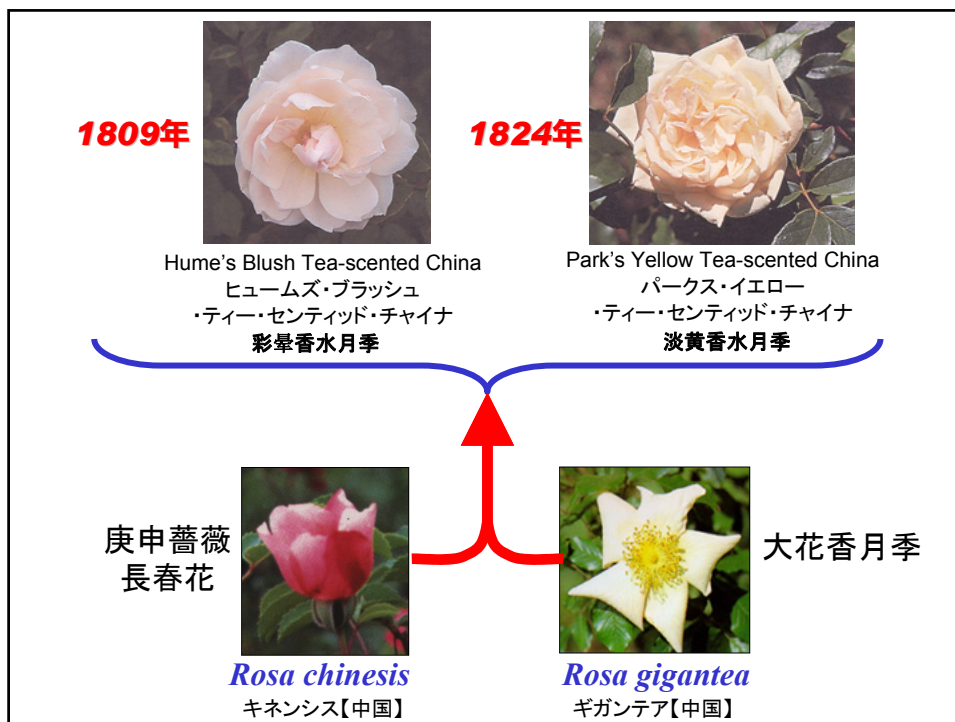 1809年
Hume's Blush Tea-scented China
ヒュームズ・ブラッシュ
・ティー・センティッド・チャイナ
彩晕香水月季
1824年
Park's Yellow Tea-scented China
パークス・イエロー
・ティー・センティッド・チャイナ
淡黄香水月季
庚申薔薇
長春花
Rosa chinesis
キネンシス【中国】
大花香月季
Rosa gigantea
ギガンテア【中国】